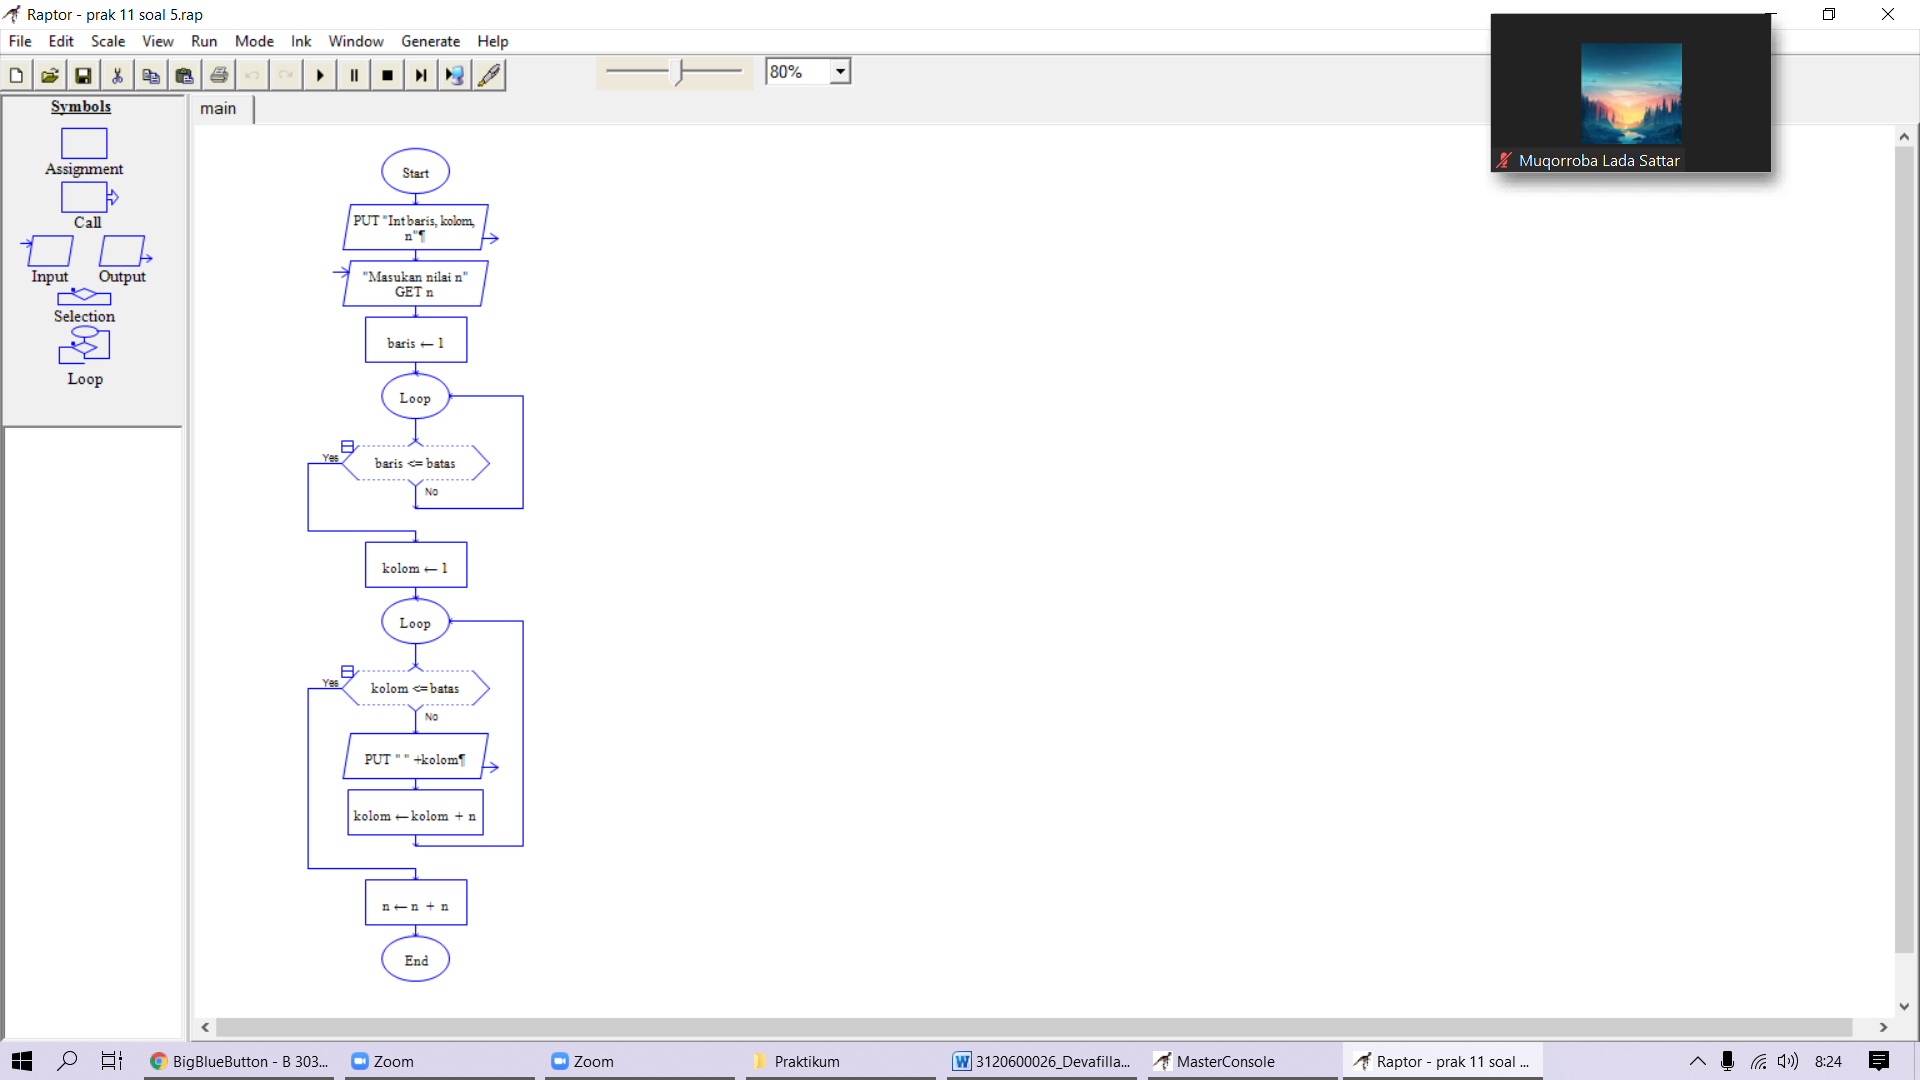 Raptor - prak 11 soal 5.rap
File Edit Scale View Run Mode Ink Window Generate Help
80%
Symbols
Assignment
Call
Input Output
Selection
Loop
main
Start
PUT "Int baris, kolom,
n"¶
"Masukan nilai n"
GET n
baris ← 1
Loop
Yes
baris <= batas
No
kolom ← 1
Loop
Yes
kolom <= batas
No
PUT " " +kolom¶
kolom ← kolom + n
n ← n + n
End
Muqorroba Lada Sattar
BigBlueButton - B 303...
Zoom
Zoom
Praktikum
3120600026_Devafilla...
MasterConsole
Raptor - prak 11 soal ...
8:24